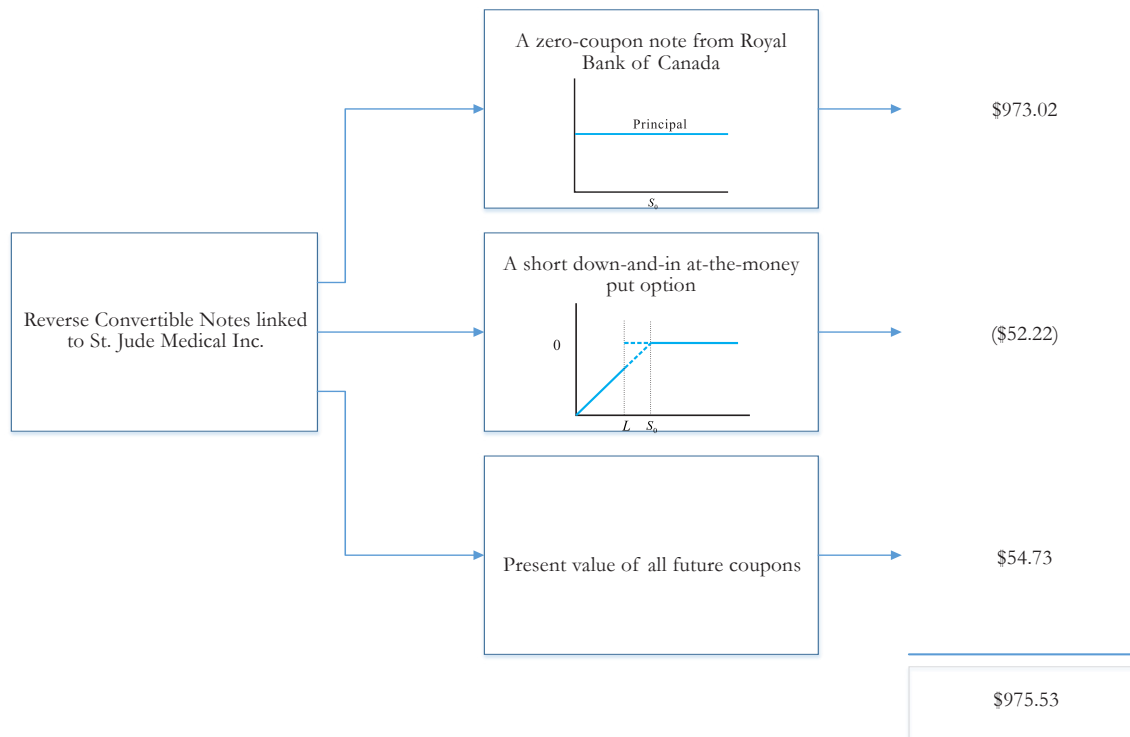 A zero-coupon note from Royal
Bank of Canada
Principal
S₀
$973.02
Reverse Convertible Notes linked
to St. Jude Medical Inc.
A short down-and-in at-the-money
put option
0
L S₀
($52.22)
Present value of all future coupons
$54.73
$975.53